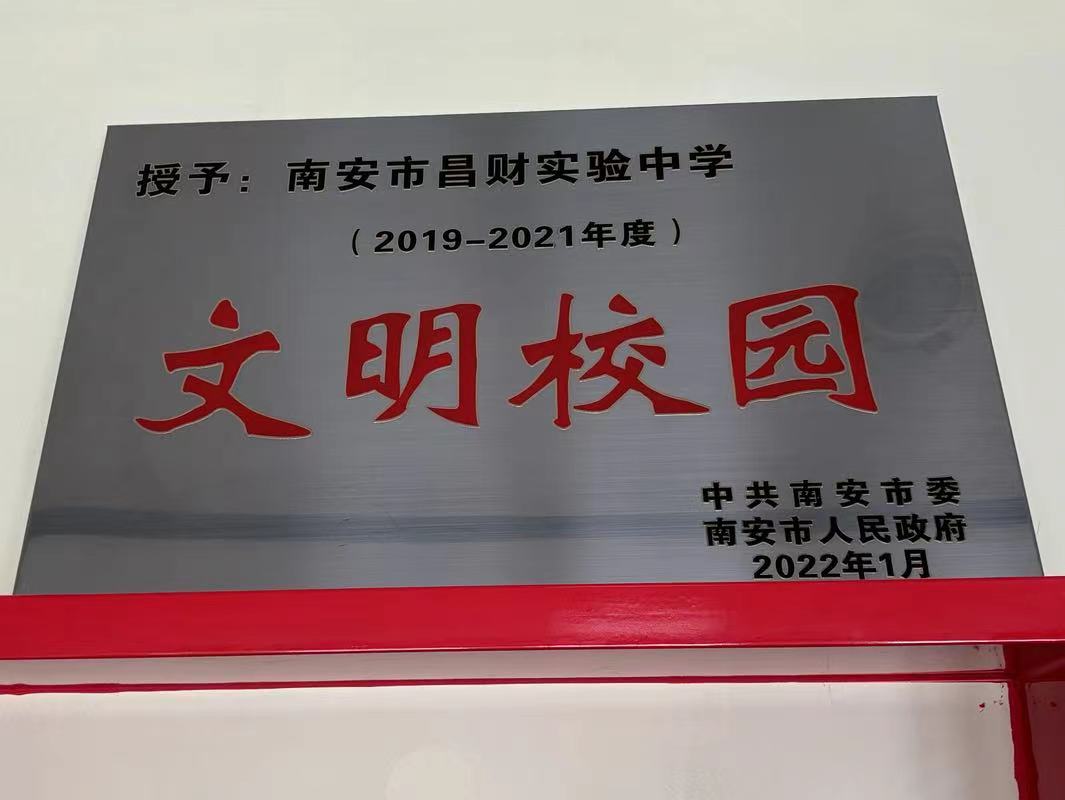 授予：南安市昌财实验中学
（2019-2021年度）
文明校园
中共南安市委
南安市人民政府
2022年1月